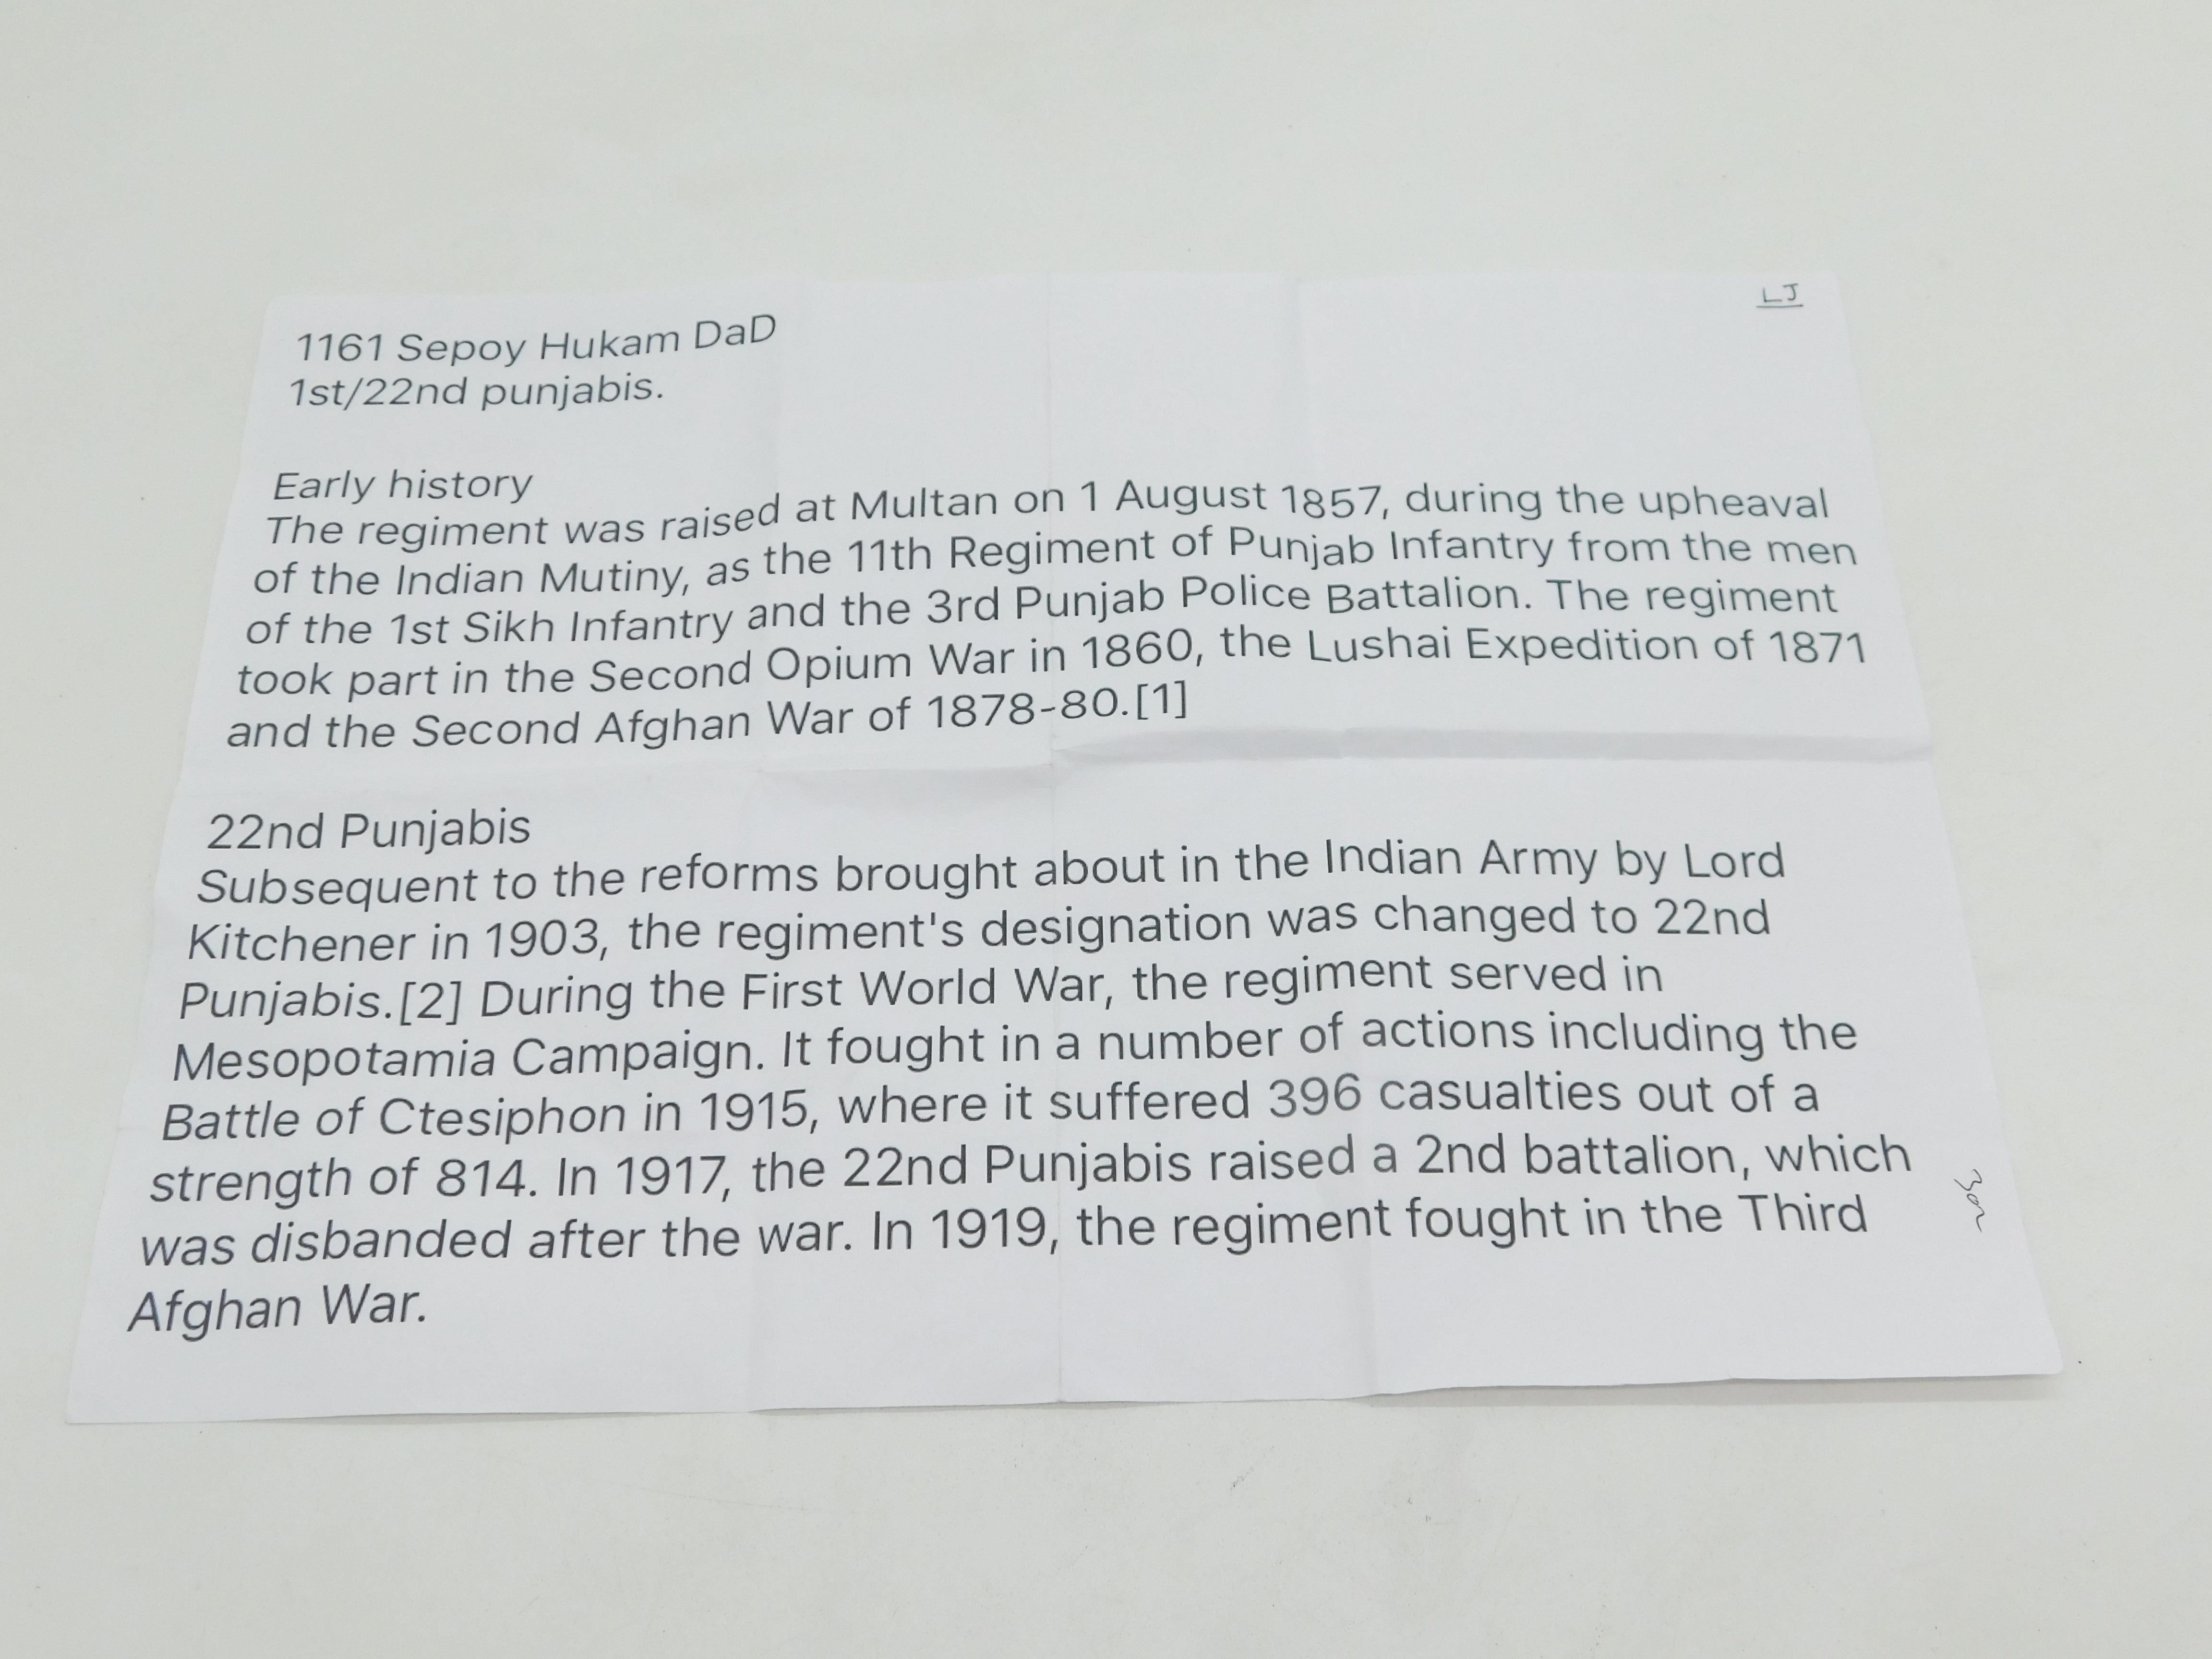 LJ
1161 Sepoy Hukam DaD
1st/22nd punjabis.
Early history
The regiment was raised at Multan on 1 August 1857, during the upheaval
of the Indian Mutiny, as the 11th Regiment of Punjab Infantry from the men
of the 1st Sikh Infantry and the 3rd Punjab Police Battalion. The regiment
took part in the Second Opium War in 1860, the Lushai Expedition of 1871
and the Second Afghan War of 1878-80.[1]
22nd Punjabis
Subsequent to the reforms brought about in the Indian Army by Lord
Kitchener in 1903, the regiment's designation was changed to 22nd
Punjabis.[2] During the First World War, the regiment served in
Mesopotamia Campaign. It fought in a number of actions including the
Battle of Ctesiphon in 1915, where it suffered 396 casualties out of a
strength of 814. In 1917, the 22nd Punjabis raised a 2nd battalion, which
was disbanded after the war. In 1919, the regiment fought in the Third
Afghan War.